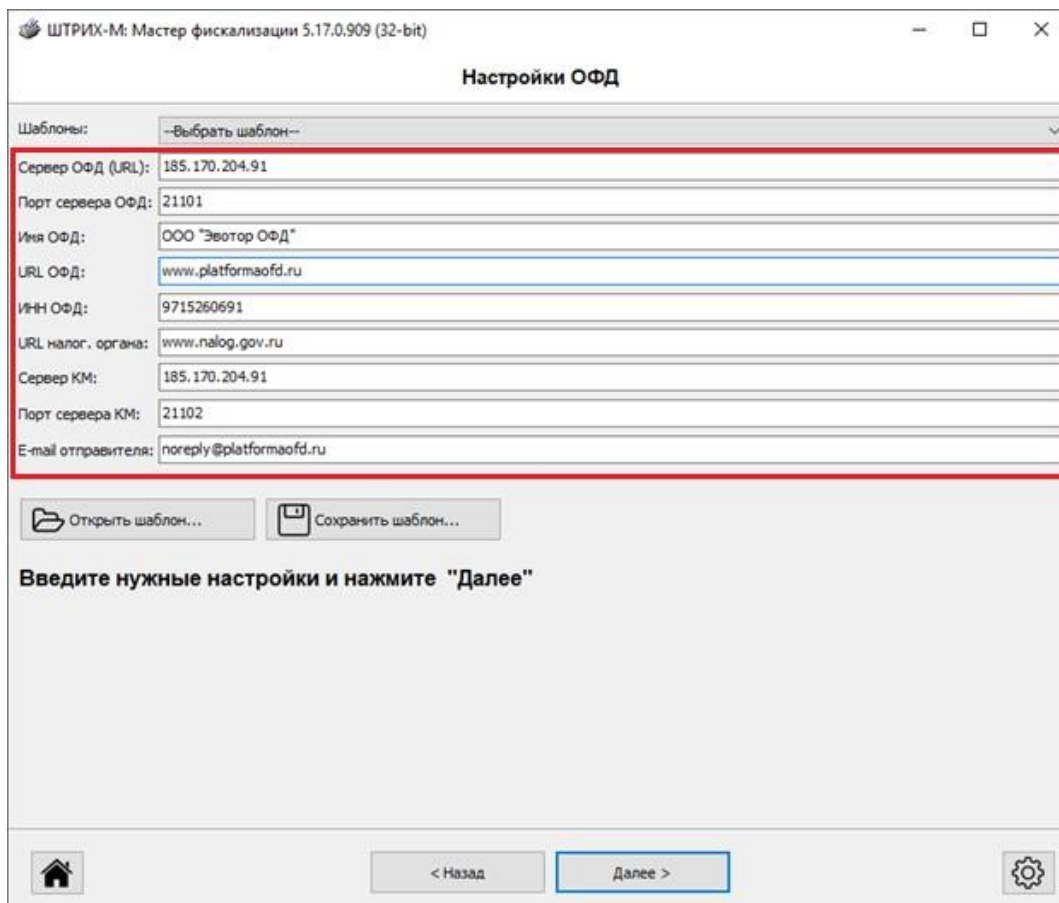 ШТРИХ-М: Мастер фискализации 5.17.0.909 (32-bit)
Настройки ОФД
Шаблоны: --Выбрать шаблон--
Сервер ОФД (URL): 185.170.204.91
Порт сервера ОФД: 21101
Имя ОФД: ООО "Эвотор ОФД"
URL ОФД: www.platformaofd.ru
ИНН ОФД: 9715260691
URL налог. органа: www.nalog.gov.ru
Сервер КМ: 185.170.204.91
Порт сервера КМ: 21102
E-mail отправителя: noreply@platformaofd.ru
Открыть шаблон... Сохранить шаблон...
Введите нужные настройки и нажмите "Далее"
< Назад Далее >